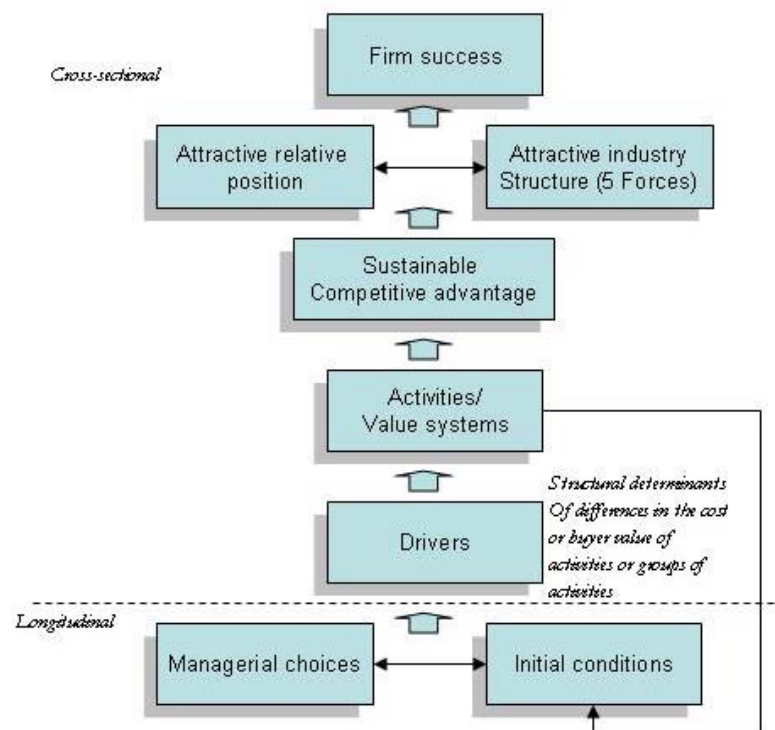 Firm success
Cross-sectional
Attractive relative
position
Attractive industry
Structure (5 Forces)
Sustainable
Competitive advantage
Activities/
Value systems
Structural determinants
Of differences in the cost
or buyer value of
activities or groups of
activities
Drivers
Longitudinal
Managerial choices
Initial conditions